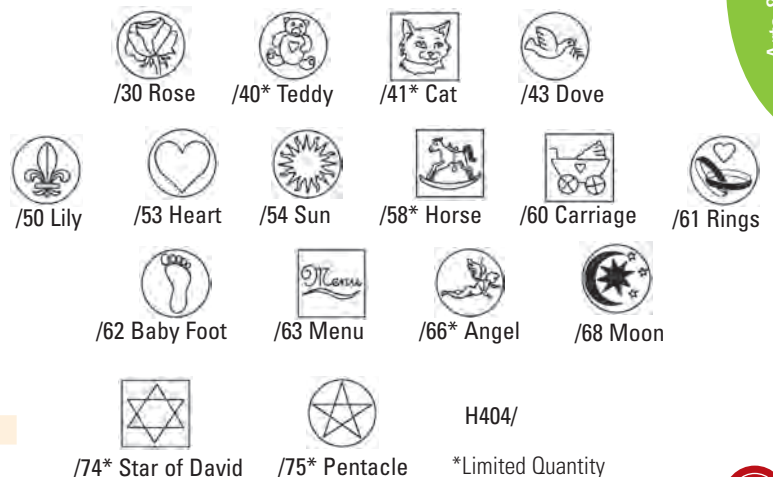 /30 Rose /40* Teddy /41* Cat /43 Dove
/50 Lily /53 Heart /54 Sun /58* Horse /60 Carriage /61 Rings
Menu
/62 Baby Foot /63 Menu /66* Angel /68 Moon
H404/
/74* Star of David /75* Pentacle *Limited Quantity